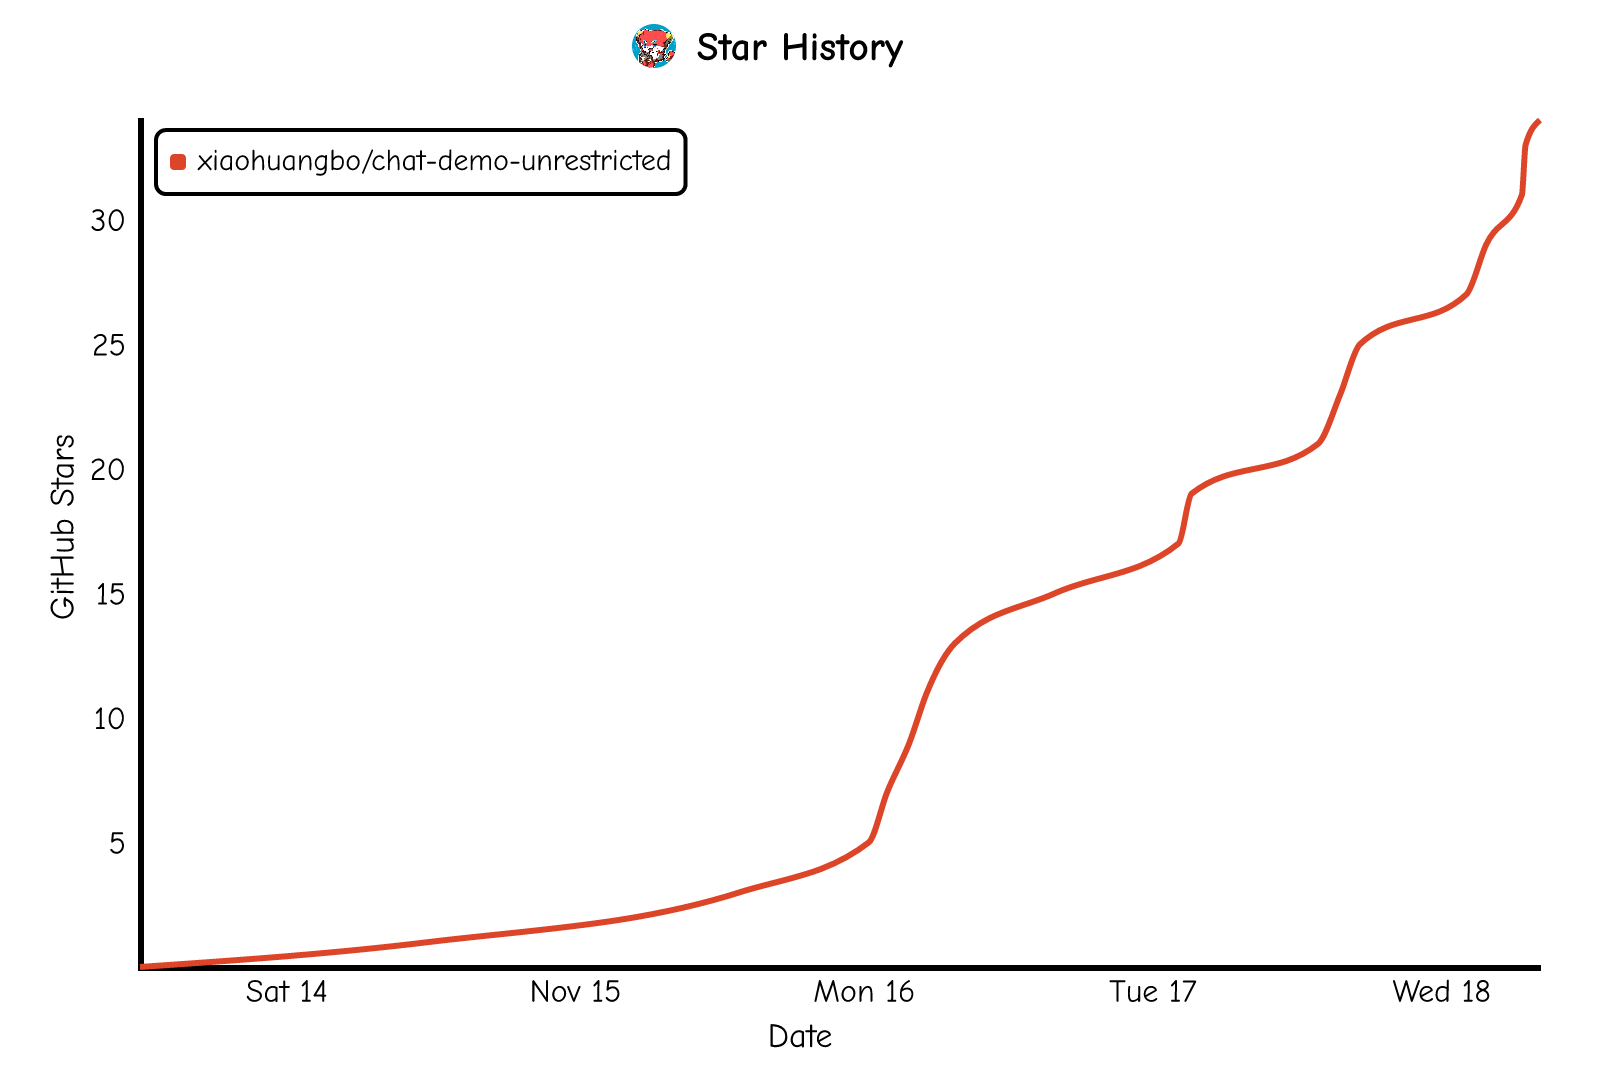 Star History
xiaohuangbo/chat-demo-unrestricted
30
25
20
15
10
5
GitHub Stars
Sat 14 Nov 15 Mon 16 Tue 17 Wed 18
Date